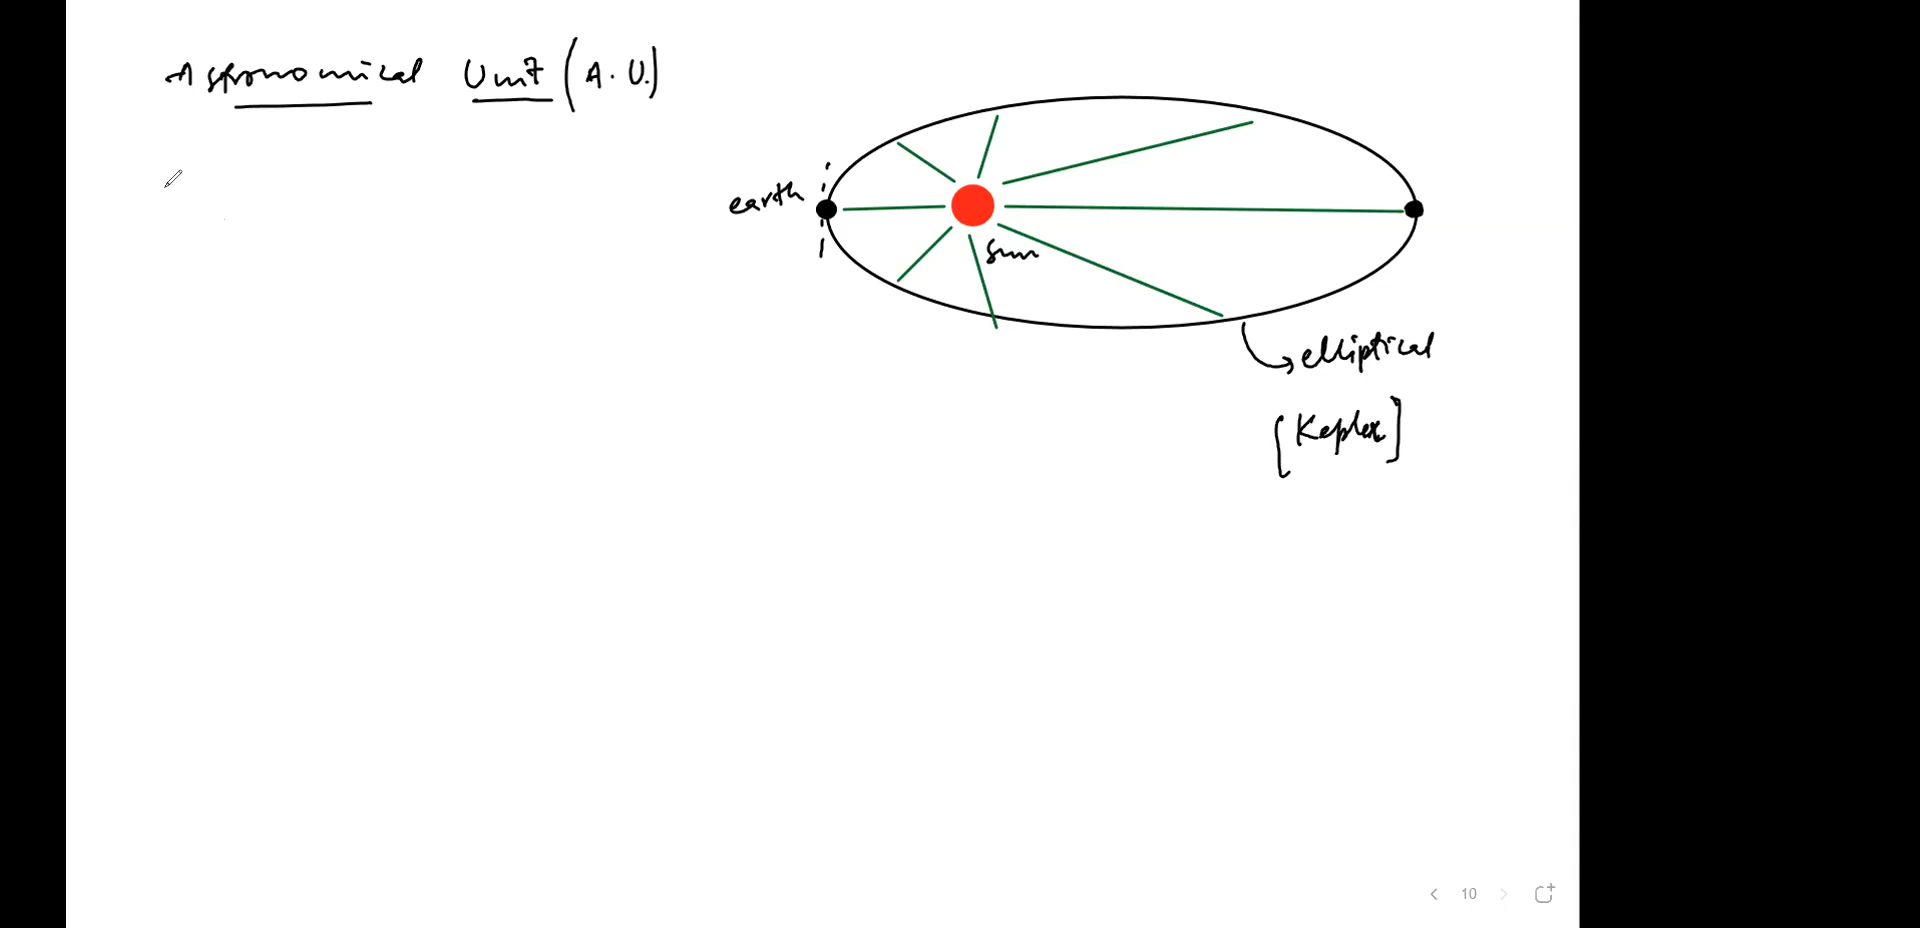 Astronomical Unit (A.U.)
earth
sun
elliptical
[Kepler]
10